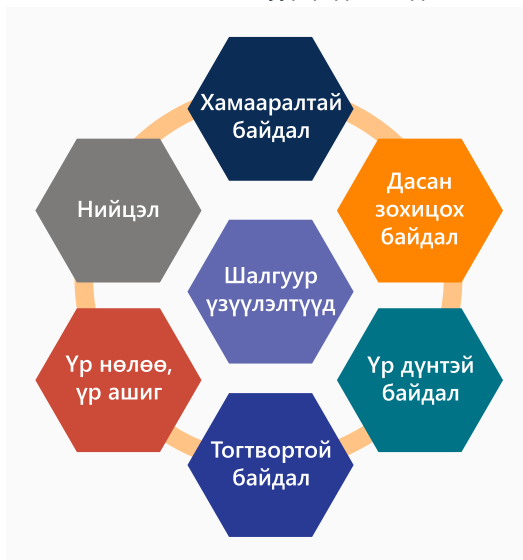 Хамааралтай
байдал
Дасан
зохицох
байдал
Нийцэл
Шалгуур
үзүүлэлтүүд
Үр нөлөө,
үр ашиг
Үр дүнтэй
байдал
Тогтвортой
байдал